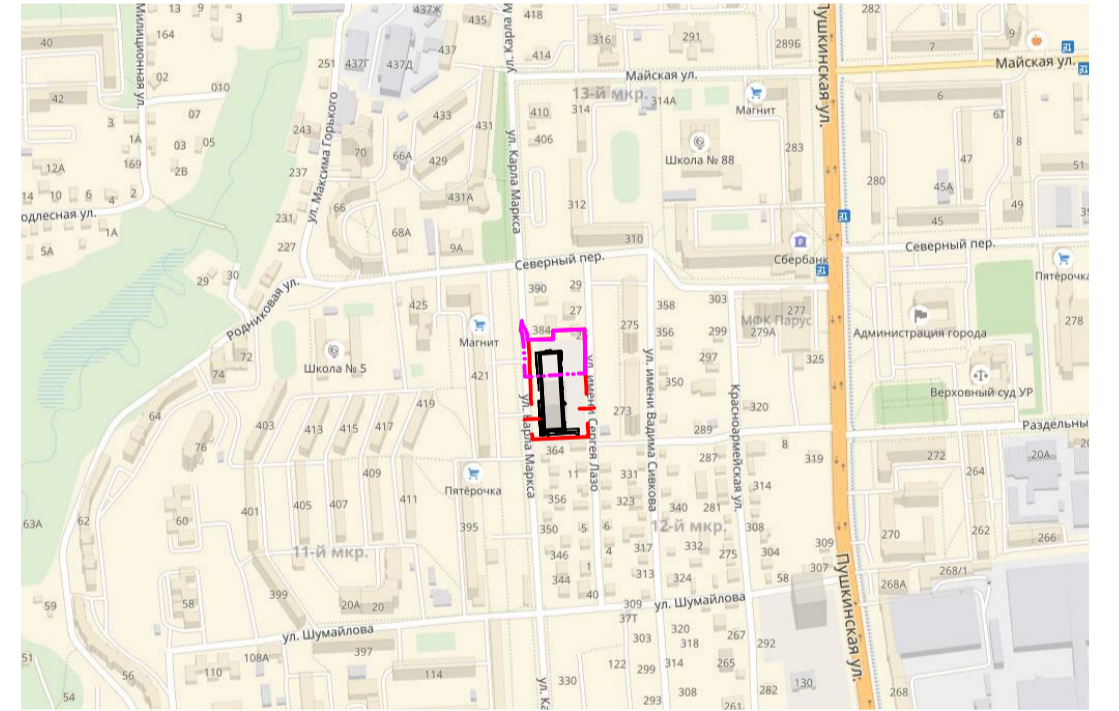 13
9
3
164
Милиционная ул.
40
42
02
010
07
3
1А
03
05
2В
169
12А
14
10
6
4
2
одлесная ул.
1А
5А
437Ж
435
418
437
251
437Г
437Д
414
ул. Карла М
316
291
289Б
282
7
9
Майская ул.
Майская ул.
13-й мкр.
314
314А
Магнит
Пушкинская ул.
6
6Т
8
410
406
433
431
243
70
66А
429
237
431А
ул. Максима Горького
ул. Карла Маркса
Школа № 88
283
280
47
45А
51
49
45
312
66
68А
231
227
9А
310
Северный пер.
Северный пер.
Сбербанк
Пятёрочка
29
30
Родниковая ул.
425
390
29
27
384
2
275
358
356
303
299
МФК Парус
277
279А
297
325
Администрация города
278
Магнит
421
72
74
Школа № 5
64
419
403
413
415
417
76
350
273
320
289
ул. имени Сергея Лазо
ул. имени Вадима Сивкова
Красноармейская ул.
ул. Карла Маркса
Верховный суд УР
Раздельны
364
8
319
287
272
264
20А
20
409
411
405
407
401
Пятёрочка
11
356
331
323
314
340
281
12-й мкр.
308
309
307
63А
62
60
395
350
5
6
346
4
317
332
275
304
1
313
324
58
344
40
309
11-й мкр.
270
262
266
268/1
268А
59
58
399
20А
20
ул. Шумайлова
ул. Шумайлова
Пушкинская ул.
37Т
320
303
318
267
292
51
54
56
110
108А
397
114
122
299
314
265
330
308
293
261
282
130
268
ул. К